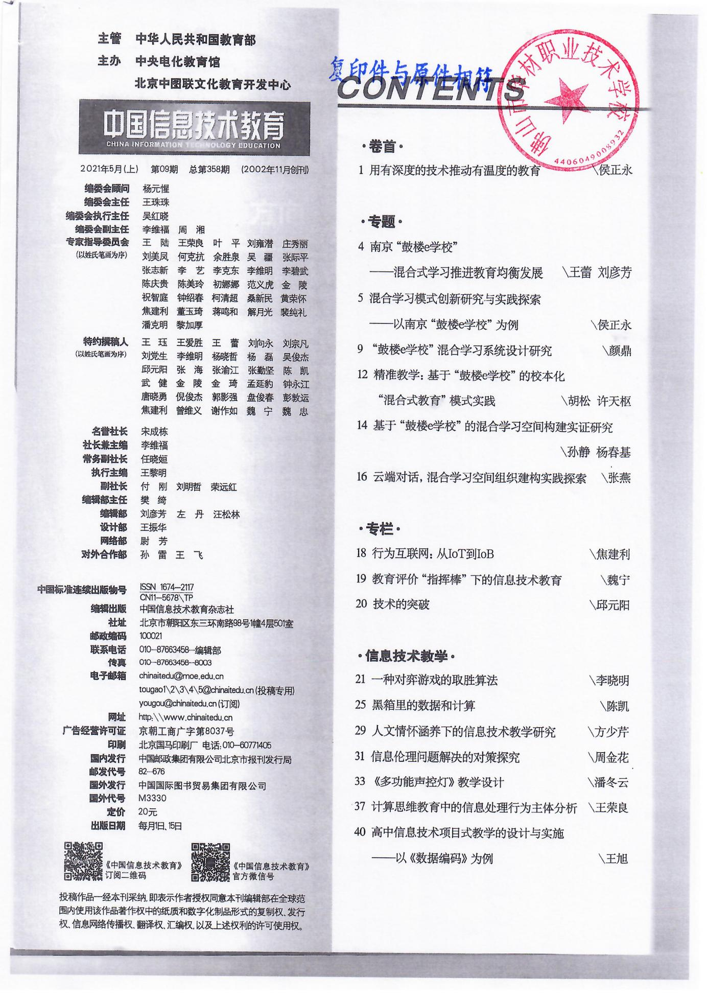 主管 中华人民共和国教育部
主办 中央电化教育馆
北京中图联文化教育开发中心
中国信息技术教育
CHINA INFORMATION TECHNOLOGY EDUCATION
2021年5月(上) 第09期 总第358期 (2002年11月创刊)
编委会顾问 杨元惺
编委会主任 王珠珠
编委会执行主任 吴红晓
编委会副主任 李维福 周 湘
专家指导委员会 王 陆 王荣良 叶 平 刘雍潜 庄秀丽
(以姓氏笔画为序) 刘美凤 何克抗 余胜泉 吴 疆 张际平
张志新 李 艺 李克东 李维明 李碧武
陈庆贵 陈美玲 初娜娜 范义虎 金 陵
祝智庭 钟绍春 柯清超 桑新民 黄荣怀
焦建利 董玉琦 蒋鸣和 解月光 裴纯礼
潘克明 黎加厚
特约撰稿人 王 珏 王爱胜 王 蕾 刘向永 刘宗凡
(以姓氏笔画为序) 刘党生 李维明 杨晓哲 杨 磊 吴俊杰
邱元阳 张 海 张渝江 张勤坚 陈 凯
武 健 金 陵 金 琦 孟延豹 钟永江
唐晓勇 倪俊杰 郭影强 盘俊春 彭敦运
焦建利 曾维义 谢作如 魏 宁 魏 忠
名誉社长 宋成栋
社长兼主编 李维福
常务副社长 任晓姮
执行主编 王黎明
副社长 付 刚 刘明哲 荣远红
编辑部主任 樊 绮
编辑部 刘彦芳 左 丹 汪松林
设计部 王振华
网络部 尉 芳
对外合作部 孙 雷 王 飞
中国标准连续出版物号 ISSN 1674-2117
CN11-5678\TP
编辑出版 中国信息技术教育杂志社
社址 北京市朝阳区东三环南路98号1幢4层501室
邮政编码 100021
联系电话 010-87663458-编辑部
传真 010-87663458-8003
电子邮箱 chinaitedu@moe.edu.cn
tougao1\2\3\4\5@chinaitedu.cn (投稿专用)
yougou@chinaitedu.cn (订阅)
网址 http:\\www.chinaitedu.cn
广告经营许可证 京朝工商广字第8037号
印刷 北京国马印刷厂 电话: 010-60771405
国内发行 中国邮政集团有限公司北京市报刊发行局
邮发代号 82-676
国外发行 中国国际图书贸易集团有限公司
国外代号 M3330
定价 20元
出版日期 每月1日、15日
《中国信息技术教育》
订阅二维码
《中国信息技术教育》
官方微信号
投稿作品一经本刊采纳,即表示作者授权同意本刊编辑部在全球范
围内使用该作品著作权中的纸质和数字化制品形式的复制权、发行
权、信息网络传播权、翻译权、汇编权,以及上述权利的许可使用权。
复印件与原件相符
CONTENTS
佛山市 材职业技术学校
4406049008932
·卷首·
1 用有深度的技术推动有温度的教育 \侯正永
·专题·
4 南京“鼓楼e学校”
——混合式学习推进教育均衡发展 \王蕾 刘彦芳
5 混合学习模式创新研究与实践探索
——以南京“鼓楼e学校”为例 \侯正永
9 “鼓楼e学校”混合学习系统设计研究 \颜鼎
12 精准教学: 基于“鼓楼e学校”的校本化
“混合式教育”模式实践 \胡松 许天枢
14 基于“鼓楼e学校”的混合学习空间构建实证研究
\孙静 杨春基
16 云端对话, 混合学习空间组织建构实践探索 \张燕
·专栏·
18 行为互联网: 从IoT到IoB \焦建利
19 教育评价“指挥棒”下的信息技术教育 \魏宁
20 技术的突破 \邱元阳
·信息技术教学·
21 一种对弈游戏的取胜算法 \李晓明
25 黑箱里的数据和计算 \陈凯
29 人文情怀涵养下的信息技术教学研究 \方少芹
31 信息伦理问题解决的对策探究 \周金花
33 《多功能声控灯》教学设计 \潘冬云
37 计算思维教育中的信息处理行为主体分析 \王荣良
40 高中信息技术项目式教学的设计与实施
——以《数据编码》为例 \王旭